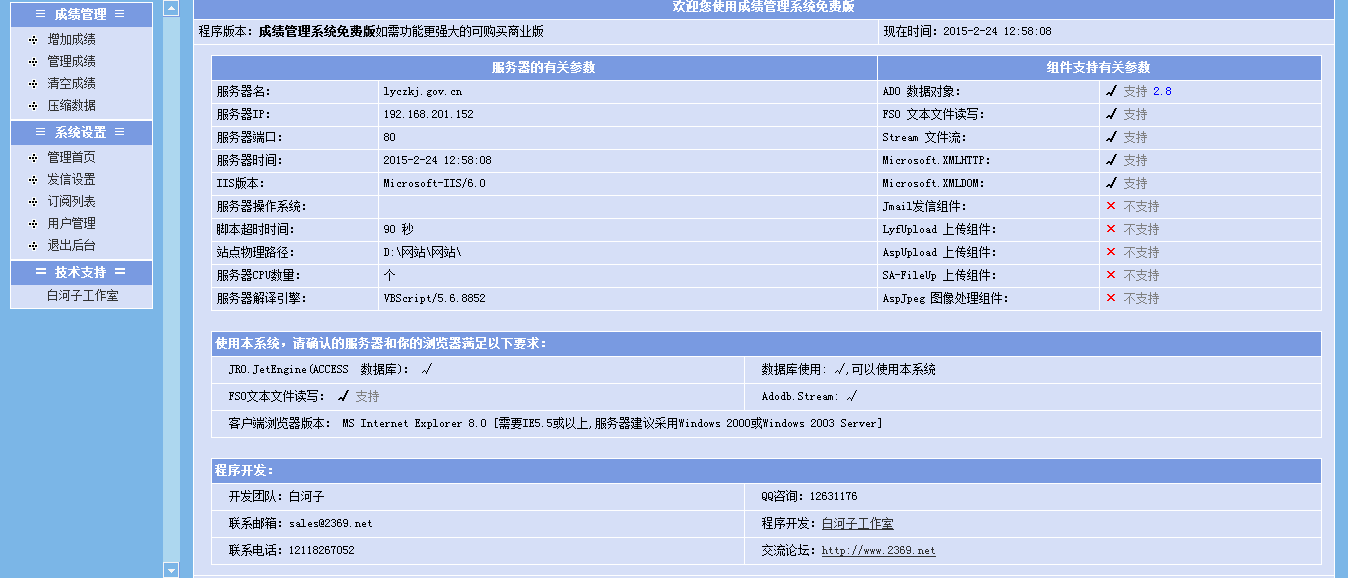 三 成绩管理 三
增加成绩
管理成绩
清空成绩
压缩数据
三 系统设置 三
管理首页
发信设置
订阅列表
用户管理
退出后台
二 技术支持 二
白河子工作室
欢迎您使用成绩管理系统免费版
程序版本：成绩管理系统免费版如需功能更强大的可购买商业版 现在时间：2015-2-24 12:58:08
服务器的有关参数 组件支持有关参数
服务器名： lyczkj.gov.cn ADO 数据对象： ✓ 支持 2.8
服务器IP： 192.168.201.152 FSO 文本文件读写： ✓ 支持
服务器端口： 80 Stream 文件流： ✓ 支持
服务器时间： 2015-2-24 12:58:08 Microsoft.XMLHTTP： ✓ 支持
IIS版本： Microsoft-IIS/6.0 Microsoft.XMLDOM： ✓ 支持
服务器操作系统： Jmail发信组件： × 不支持
脚本超时时间： 90 秒 LyfUpload 上传组件： × 不支持
站点物理路径： D:\网站\网站\ AspUpload 上传组件： × 不支持
服务器CPU数量： 个 SA-FileUp 上传组件： × 不支持
服务器解译引擎： VBScript/5.6.8852 AspJpeg 图像处理组件： × 不支持
使用本系统，请确认的服务器和你的浏览器满足以下要求：
JRO.JetEngine(ACCESS 数据库)： √ 数据库使用: √,可以使用本系统
FSO文本文件读写： ✓ 支持 Adodb.Stream: √
客户端浏览器版本： MS Internet Explorer 8.0 [需要IE5.5或以上,服务器建议采用Windows 2000或Windows 2003 Server]
程序开发：
开发团队：白河子 QQ咨询：12631176
联系邮箱：sales@2369.net 程序开发：白河子工作室
联系电话：12118267052 交流论坛：http://www.2369.net